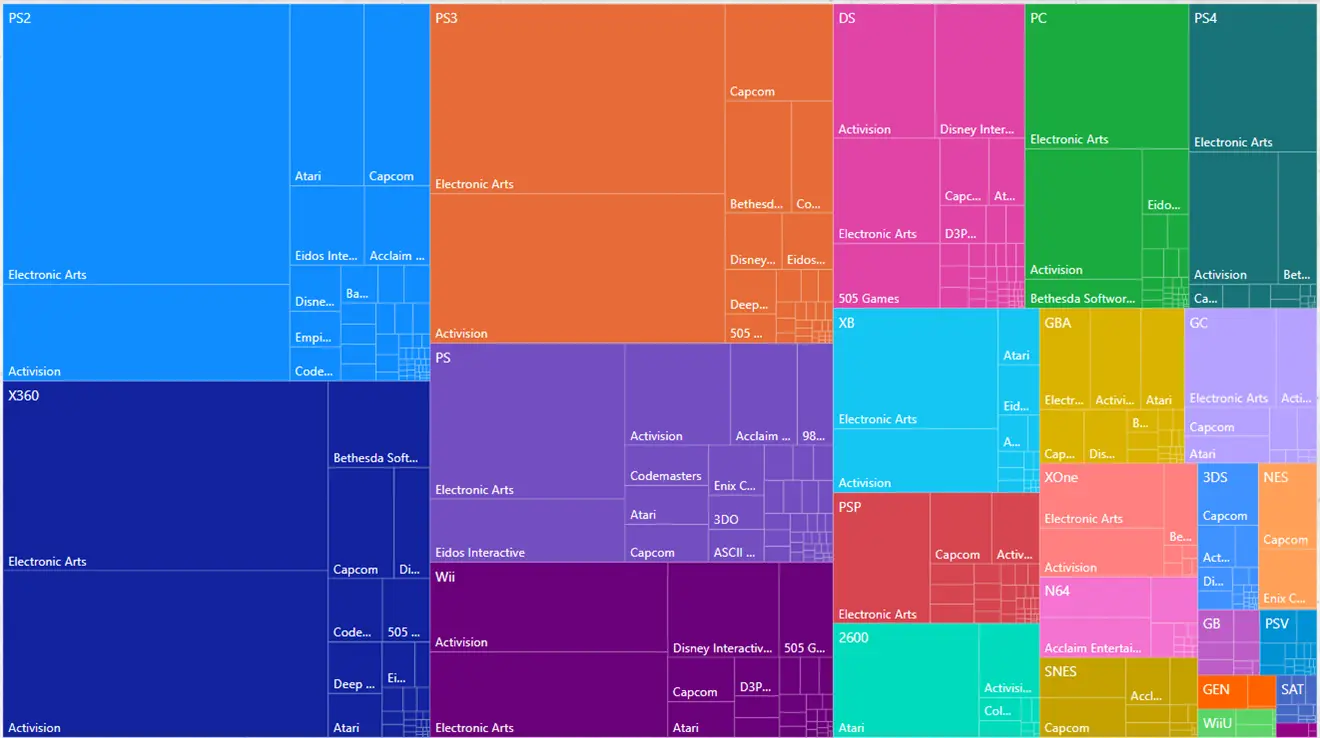 PS2
Atari
Capcom
Electronic Arts
Eidos Inte...
Acclaim ...
Disne...
Ba...
Empi...
Activision
Code...
X360
Bethesda Soft...
Electronic Arts
Capcom
Di...
Code...
505 ...
Deep ...
Ei...
Activision
Atari
PS3
Capcom
Electronic Arts
Bethesd...
Co...
Disney...
Eidos...
Deep...
Activision
505 ...
PS
Activision
Acclaim ...
98...
Electronic Arts
Codemasters
Enix C...
Atari
3DO
Eidos Interactive
Capcom
ASCII ...
Wii
Activision
Disney Interactiv...
505 G...
Capcom
D3P...
Electronic Arts
Atari
DS
Activision
Disney Inter...
Electronic Arts
Capc...
At...
D3P...
505 Games
PC
Electronic Arts
Eido...
Activision
Bethesda Softwor...
PS4
Electronic Arts
Activision
Bet...
Ca...
XB
Atari
Electronic Arts
Eid...
A...
Activision
GBA
Electr...
Activi...
Atari
Cap...
Dis...
B...
GC
Electronic Arts
Acti...
Capcom
Atari
PSP
Capcom
Activ...
Electronic Arts
2600
Activisi...
Col...
Atari
XOne
Electronic Arts
Be...
Activision
N64
Acclaim Entertai...
SNES
Accl...
Capcom
3DS
Capcom
Act...
Di...
NES
Capcom
Enix C...
GB
PSV
GEN
SAT
WiiU